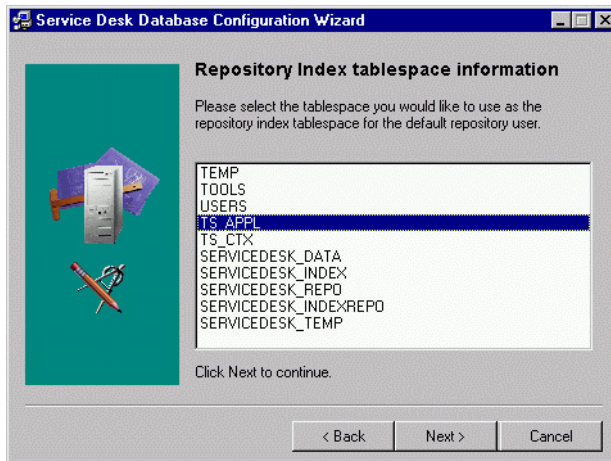 Service Desk Database Configuration Wizard
Repository Index tablespace information
Please select the tablespace you would like to use as the
repository index tablespace for the default repository user.
TEMP
TOOLS
USERS
TS_APPL
TS_CTX
SERVICEDESK_DATA
SERVICEDESK_INDEX
SERVICEDESK_REPO
SERVICEDESK_INDEXREPO
SERVICEDESK_TEMP
Click Next to continue.
< Back Next > Cancel